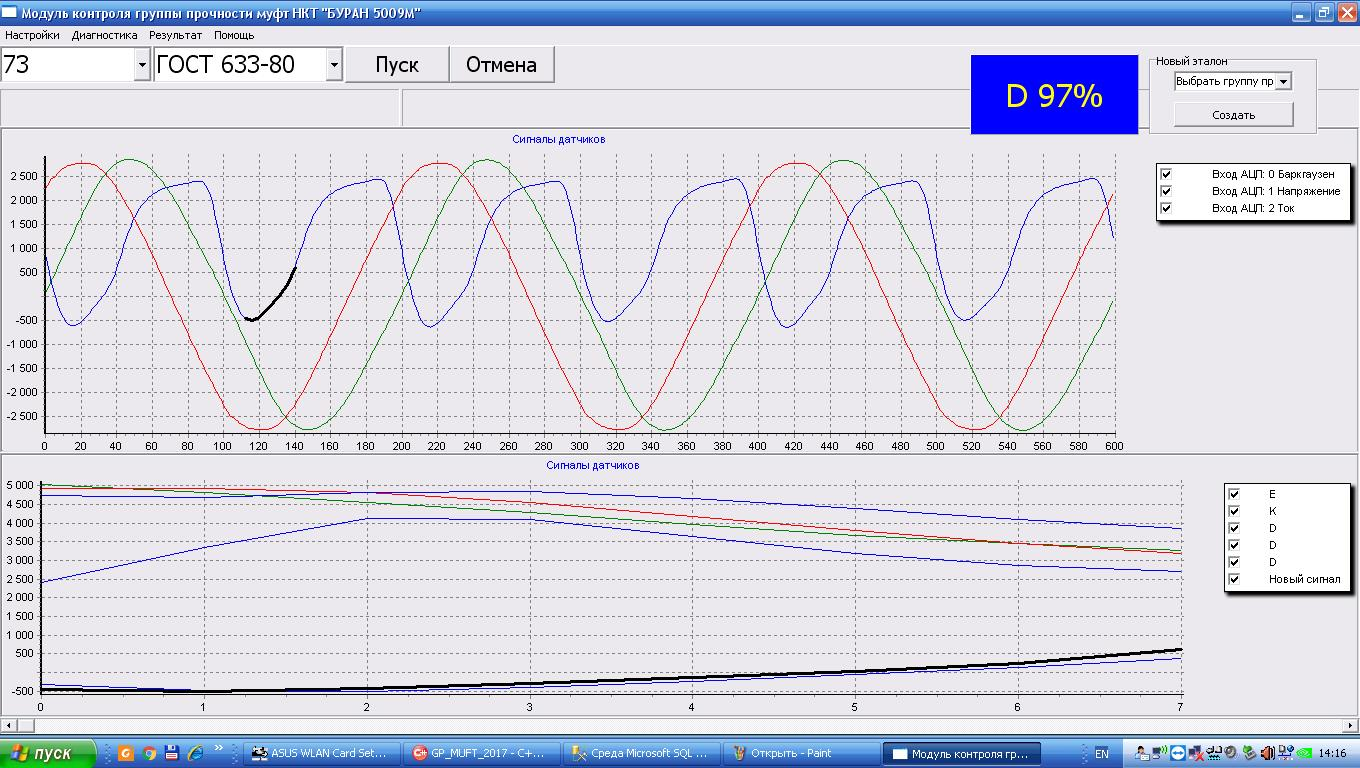 Модуль контроля группы прочности муфт НКТ "БУРАН 5009М"
Настройки Диагностика Результат Помощь
73 ГОСТ 633-80 Пуск Отмена
D 97%
Новый эталон
Выбрать группу пр
Создать
Сигналы датчиков
2 500
2 000
1 500
1 000
500
-500
-1 000
-1 500
-2 000
-2 500
0 20 40 60 80 100 120 140 160 180 200 220 240 260 280 300 320 340 360 380 400 420 440 460 480 500 520 540 560 580 600
Вход АЦП: 0 Баркгаузен
Вход АЦП: 1 Напряжение
Вход АЦП: 2 Ток
Сигналы датчиков
5 000
4 500
4 000
3 500
3 000
2 500
2 000
1 500
1 000
500
-500
0 1 2 3 4 5 6 7
E
K
D
D
D
Новый сигнал
пуск » ASUS WLAN Card Set... GP_MUFT_2017 - C+... Среда Microsoft SQL ... Открыть - Paint Модуль контроля гр... EN 14:16